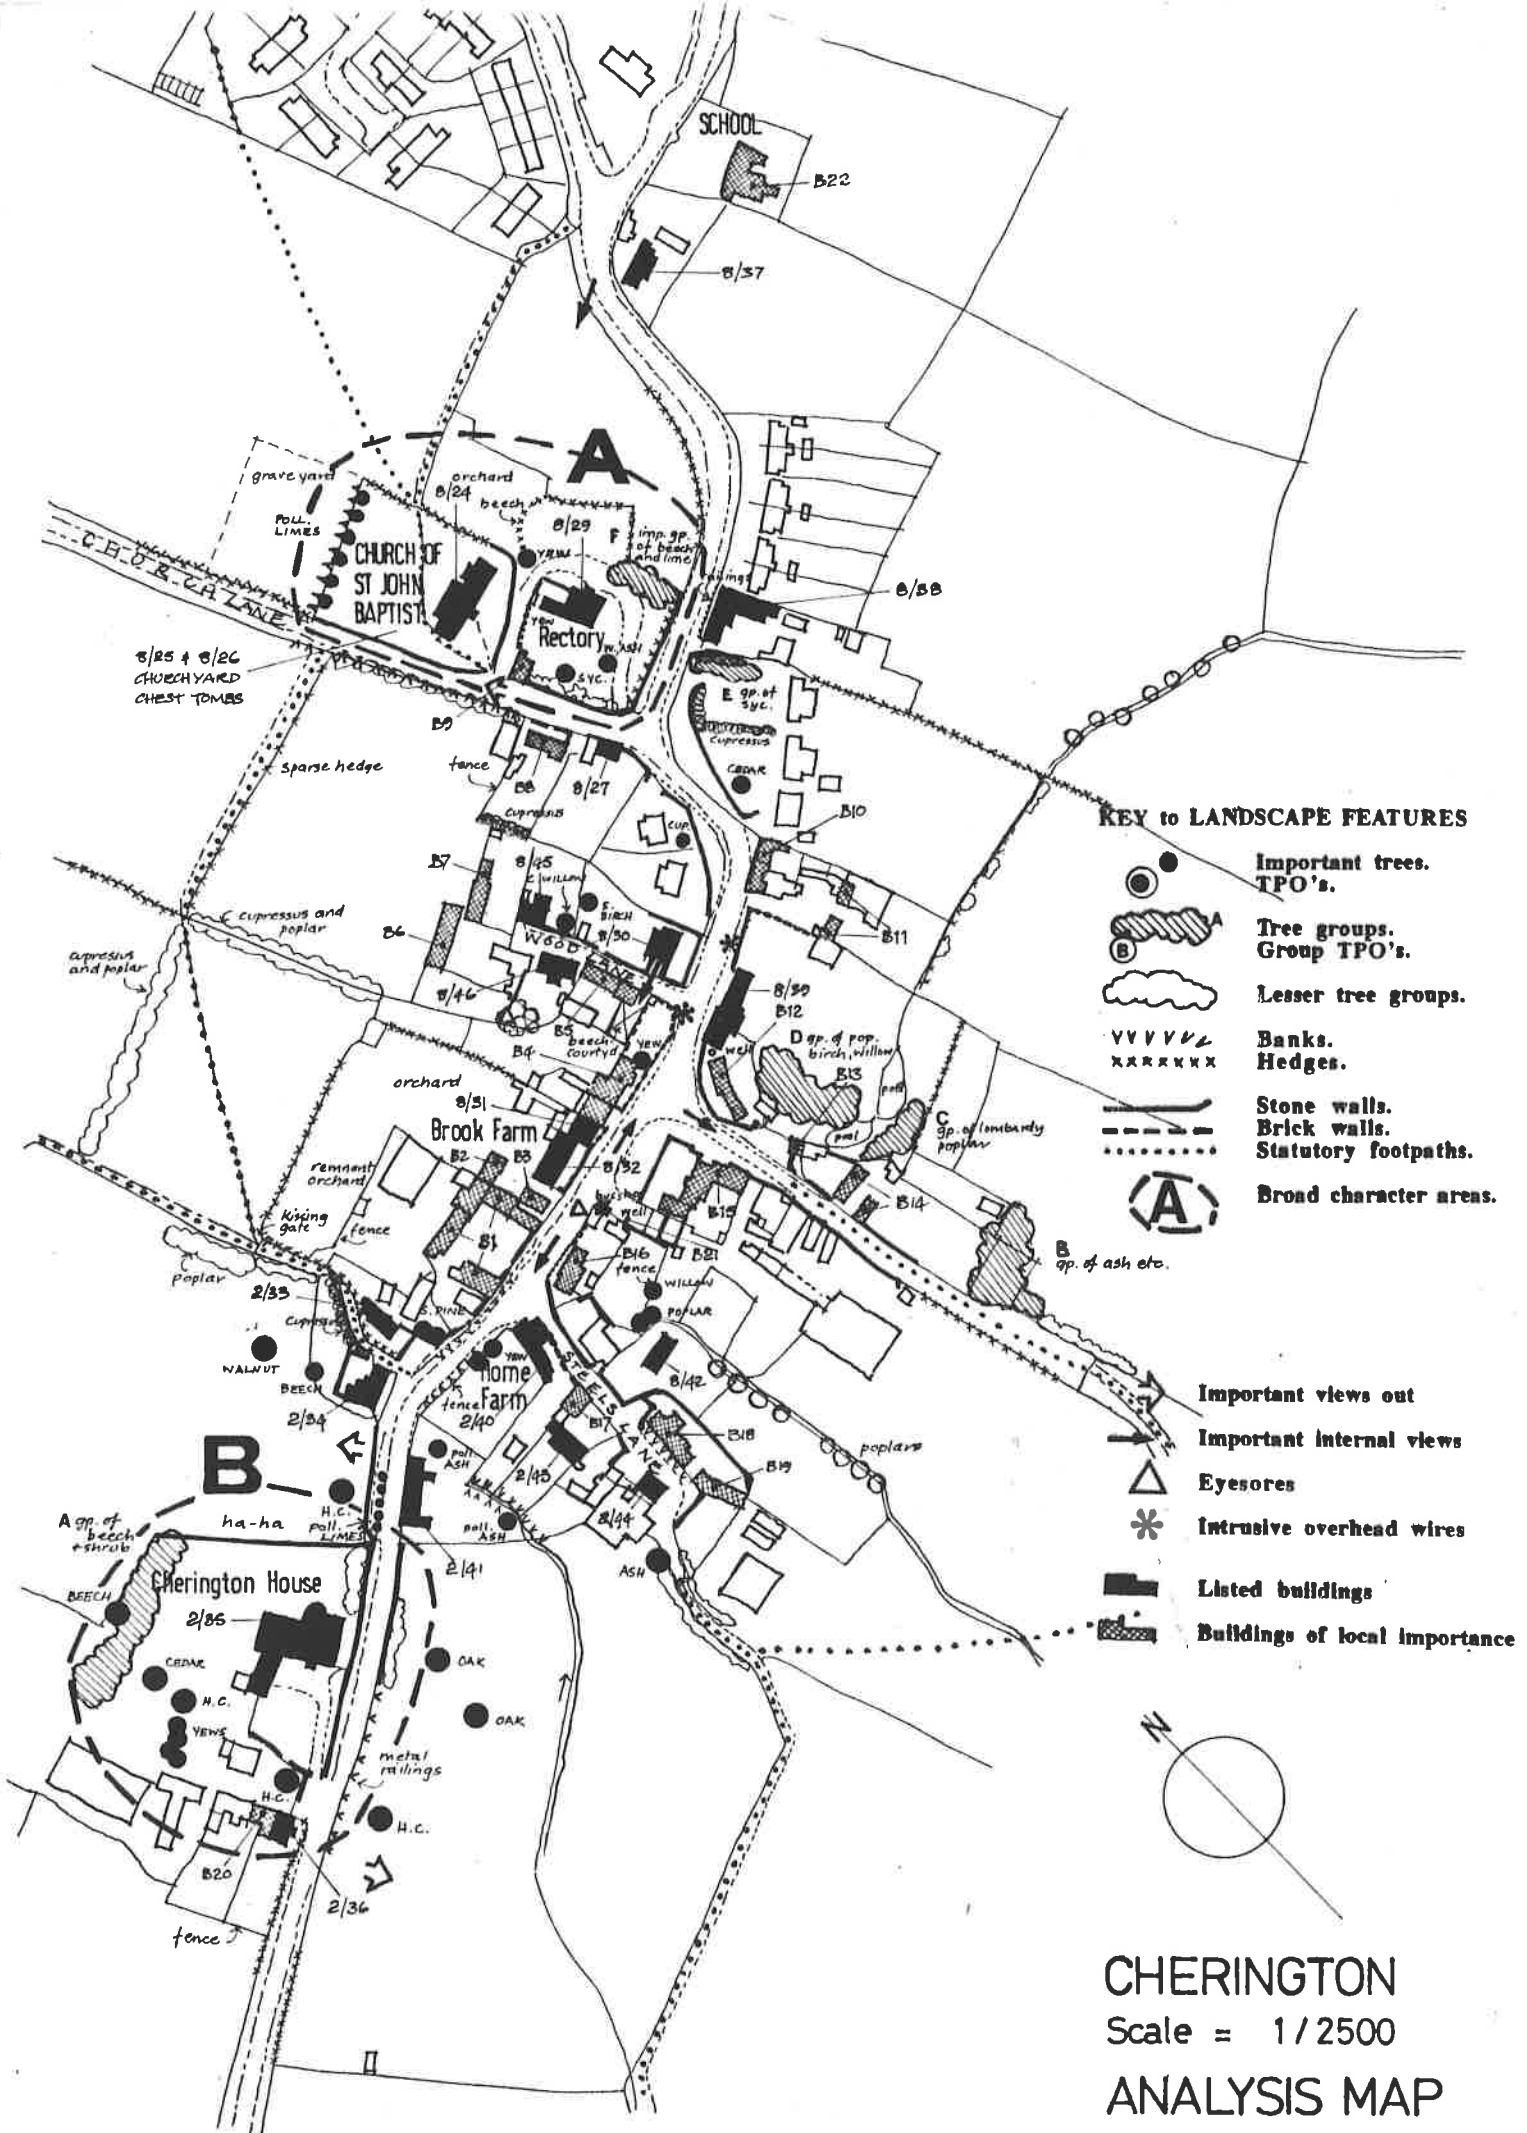 SCHOOL
B22
8/37
A
graveyard
orchard
8/24
beech
8/29
F
imp. gp.
of beech
and lime
POLL.
LIMES
YEW
railings
CHURCH OF
ST JOHN
BAPTIST
CHURCH LANE
8/38
YEW
Rectory
W. ASH
SYC.
8/25 & 8/26
CHURCHYARD
CHEST TOMBS
E gp. of
syc.
B9
Cupressus
sparse hedge
fence
B8
8/27
CEDAR
cupressus
CUP.
B10
B7
8/45
C/WILLOW
S.
BIRCH
cupressus and
poplar
B6
WOOD LANE
8/30
B11
cupressus
and poplar
8/46
8/39
B5
B12
beech
courtyd
YEW
well
D gp. of pop.
birch, willow
B4
B13
orchard
pool
8/31
Brook Farm
pool
C
gp. of lombardy
poplar
B2
B3
8/32
remnant
orchard
bus shel.
well
B15
B14
kissing
gate
fence
B1
B16
B21
fence
B
gp. of ash etc.
poplar
WILLOW
2/33
S. PINE
POPLAR
Cupressus
WALNUT
YEW
Home
Farm
2/40
STEELS LANE
8/42
BEECH
fence
2/34
B17
B18
poplars
B
poll.
ASH
2/43
B19
H.C.
poll.
LIMES
A gp. of
beech
+ shrub
ha-ha
poll.
ASH
8/44
2/41
ASH
Cherington House
BEECH
2/35
CEDAR
OAK
H.C.
OAK
YEWS
metal
railings
H.C.
H.C.
B20
2/36
fence
KEY to LANDSCAPE FEATURES
Important trees.
TPO's.
A
Tree groups.
B
Group TPO's.
Lesser tree groups.
Banks.
Hedges.
Stone walls.
Brick walls.
Statutory footpaths.
A
Broad character areas.
Important views out
Important internal views
Eyesores
Intrusive overhead wires
Listed buildings
Buildings of local importance
N
CHERINGTON
Scale = 1/2500
ANALYSIS MAP